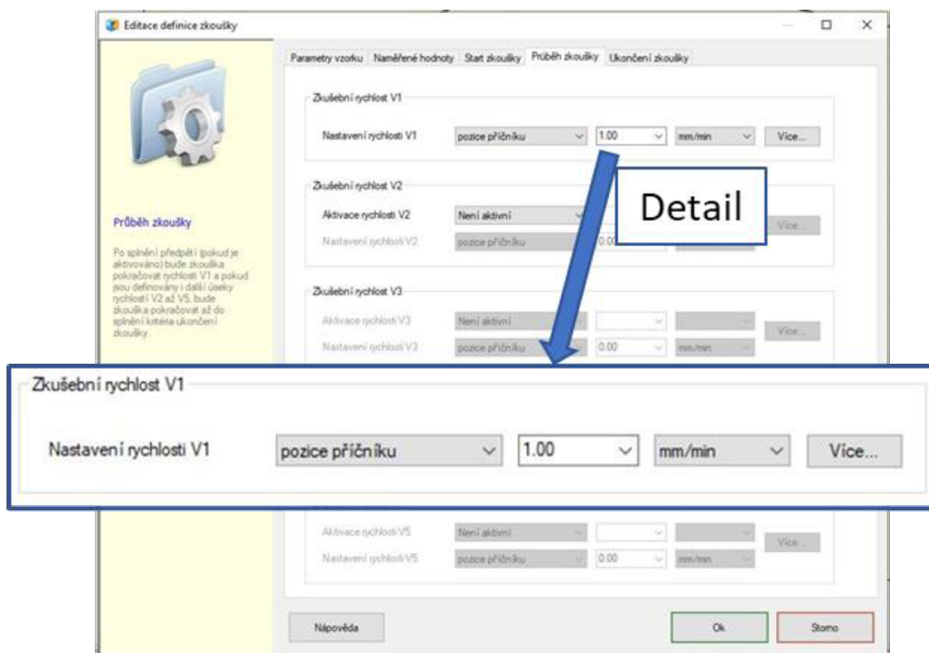 Editace definice zkoušky
Parametry vzorku Naměřené hodnoty Start zkoušky Průběh zkoušky Ukončení zkoušky
Zkušební rychlost V1
Nastavení rychlosti V1 pozice příčníku 1.00 mm/min Více...
Průběh zkoušky
Po splnění předpětí (pokud je
aktivováno) bude zkouška
pokračovat rychlostí V1 a pokud
jsou definovány i další úseky
rychlostí V2 až V5, bude
zkouška pokračovat až do
splnění kritéria ukončení
zkoušky.
Zkušební rychlost V2
Aktivace rychlosti V2 Není aktivní
Nastavení rychlosti V2 pozice příčníku 0.00 Více...
Detail
Zkušební rychlost V3
Aktivace rychlosti V3 Není aktivní
Nastavení rychlosti V3 pozice příčníku 0.00 mm/min Více...
Zkušební rychlost V1
Nastavení rychlosti V1 pozice příčníku 1.00 mm/min Více...
Aktivace rychlosti V5 Není aktivní
Nastavení rychlosti V5 pozice příčníku 0.00 mm/min Více...
Nápověda Ok Storno